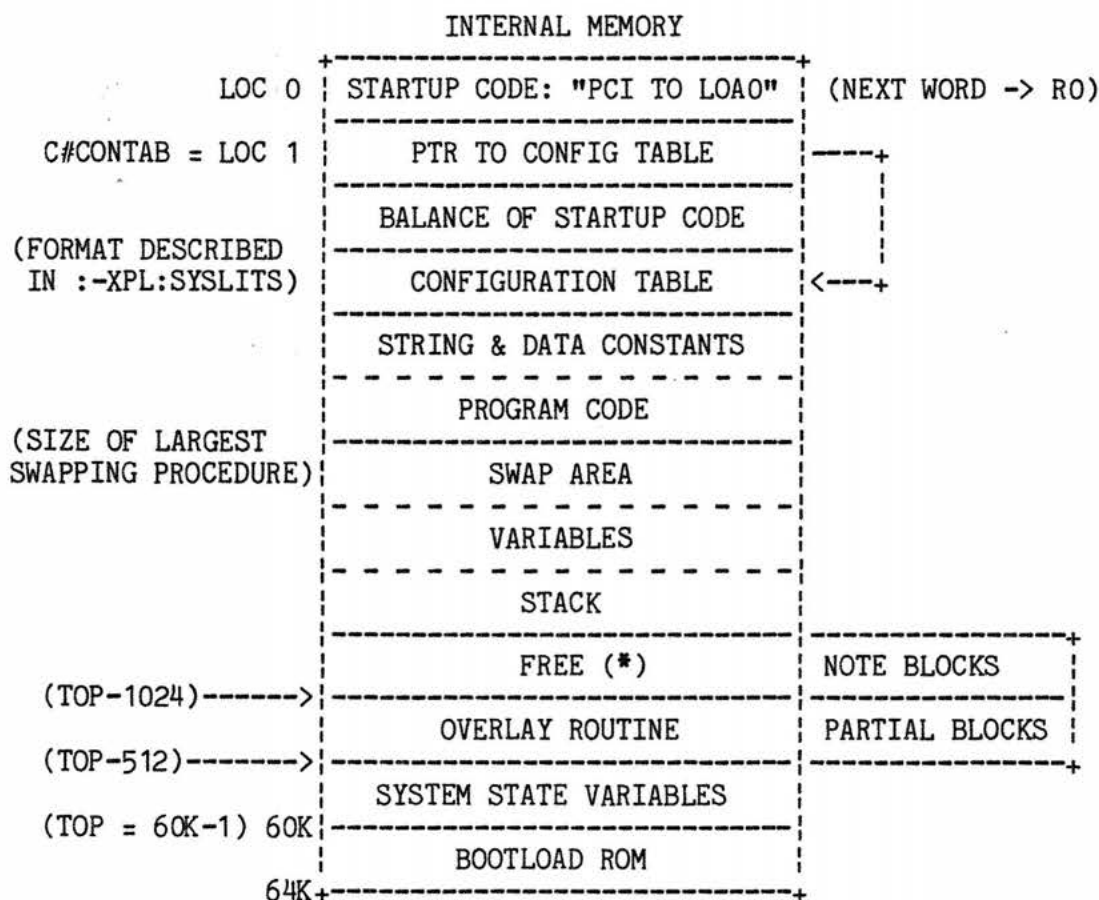 INTERNAL MEMORY
LOC 0 STARTUP CODE: "PCI TO LOA0" (NEXT WORD -> R0)
C#CONTAB = LOC 1 PTR TO CONFIG TABLE
BALANCE OF STARTUP CODE
(FORMAT DESCRIBED
IN :-XPL:SYSLITS) CONFIGURATION TABLE
STRING & DATA CONSTANTS
PROGRAM CODE
(SIZE OF LARGEST
SWAPPING PROCEDURE) SWAP AREA
VARIABLES
STACK
FREE (*) NOTE BLOCKS
(TOP-1024)------>
OVERLAY ROUTINE PARTIAL BLOCKS
(TOP-512)------->
SYSTEM STATE VARIABLES
(TOP = 60K-1) 60K
BOOTLOAD ROM
64K